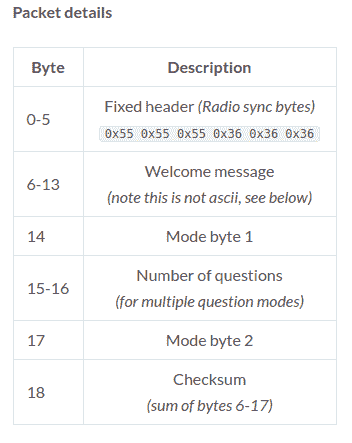 Packet details
Byte Description
0-5 Fixed header (Radio sync bytes)
0x55 0x55 0x55 0x36 0x36 0x36
6-13 Welcome message
(note this is not ascii, see below)
14 Mode byte 1
15-16 Number of questions
(for multiple question modes)
17 Mode byte 2
18 Checksum
(sum of bytes 6-17)